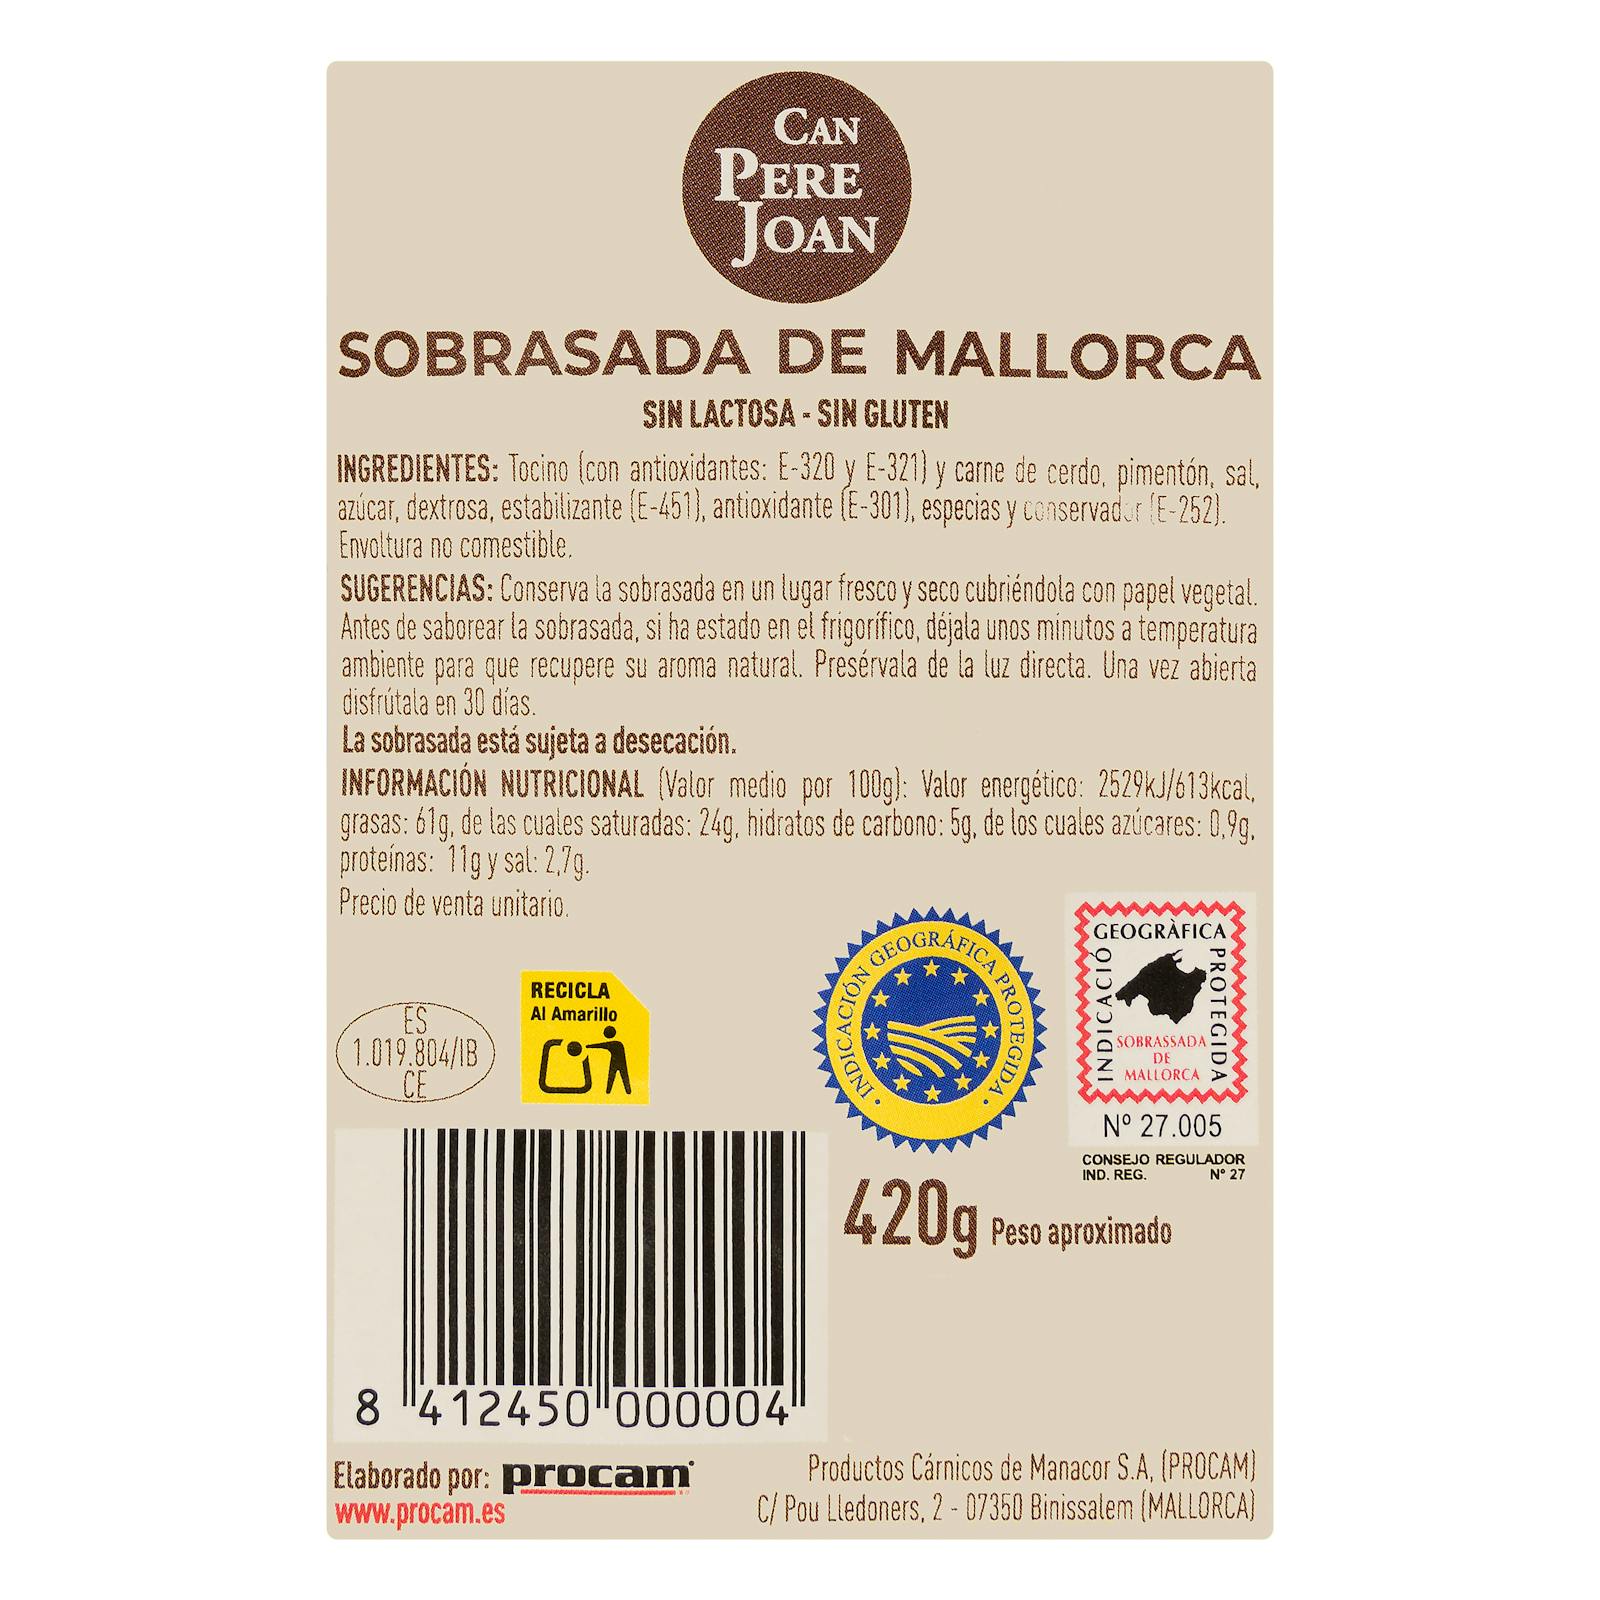 CAN
PERE
JOAN
SOBRASADA DE MALLORCA
SIN LACTOSA - SIN GLUTEN
INGREDIENTES: Tocino (con antioxidantes: E-320 y E-321) y carne de cerdo, pimentón, sal,
azúcar, dextrosa, estabilizante (E-451), antioxidante (E-301), especias y conservador (E-252).
Envoltura no comestible.
SUGERENCIAS: Conserva la sobrasada en un lugar fresco y seco cubriéndola con papel vegetal.
Antes de saborear la sobrasada, si ha estado en el frigorífico, déjala unos minutos a temperatura
ambiente para que recupere su aroma natural. Presérvala de la luz directa. Una vez abierta
disfrútala en 30 días.
La sobrasada está sujeta a desecación.
INFORMACIÓN NUTRICIONAL (Valor medio por 100g): Valor energético: 2529kJ/613kcal,
grasas: 61g, de las cuales saturadas: 24g, hidratos de carbono: 5g, de los cuales azúcares: 0,9g,
proteínas: 11g y sal: 2,7g.
Precio de venta unitario.
ES
1.019.804/IB
CE
RECICLA
Al Amarillo
INDICACIÓN GEOGRÁFICA PROTEGIDA
INDICACIÓ
GEOGRÀFICA
PROTEGIDA
SOBRASSADA
DE
MALLORCA
Nº 27.005
CONSEJO REGULADOR
IND. REG. Nº 27
420g Peso aproximado
8 412450 000004
Elaborado por: procam
www.procam.es
Productos Cárnicos de Manacor S.A, (PROCAM)
C/ Pou Lledoners, 2 - 07350 Binissalem (MALLORCA)